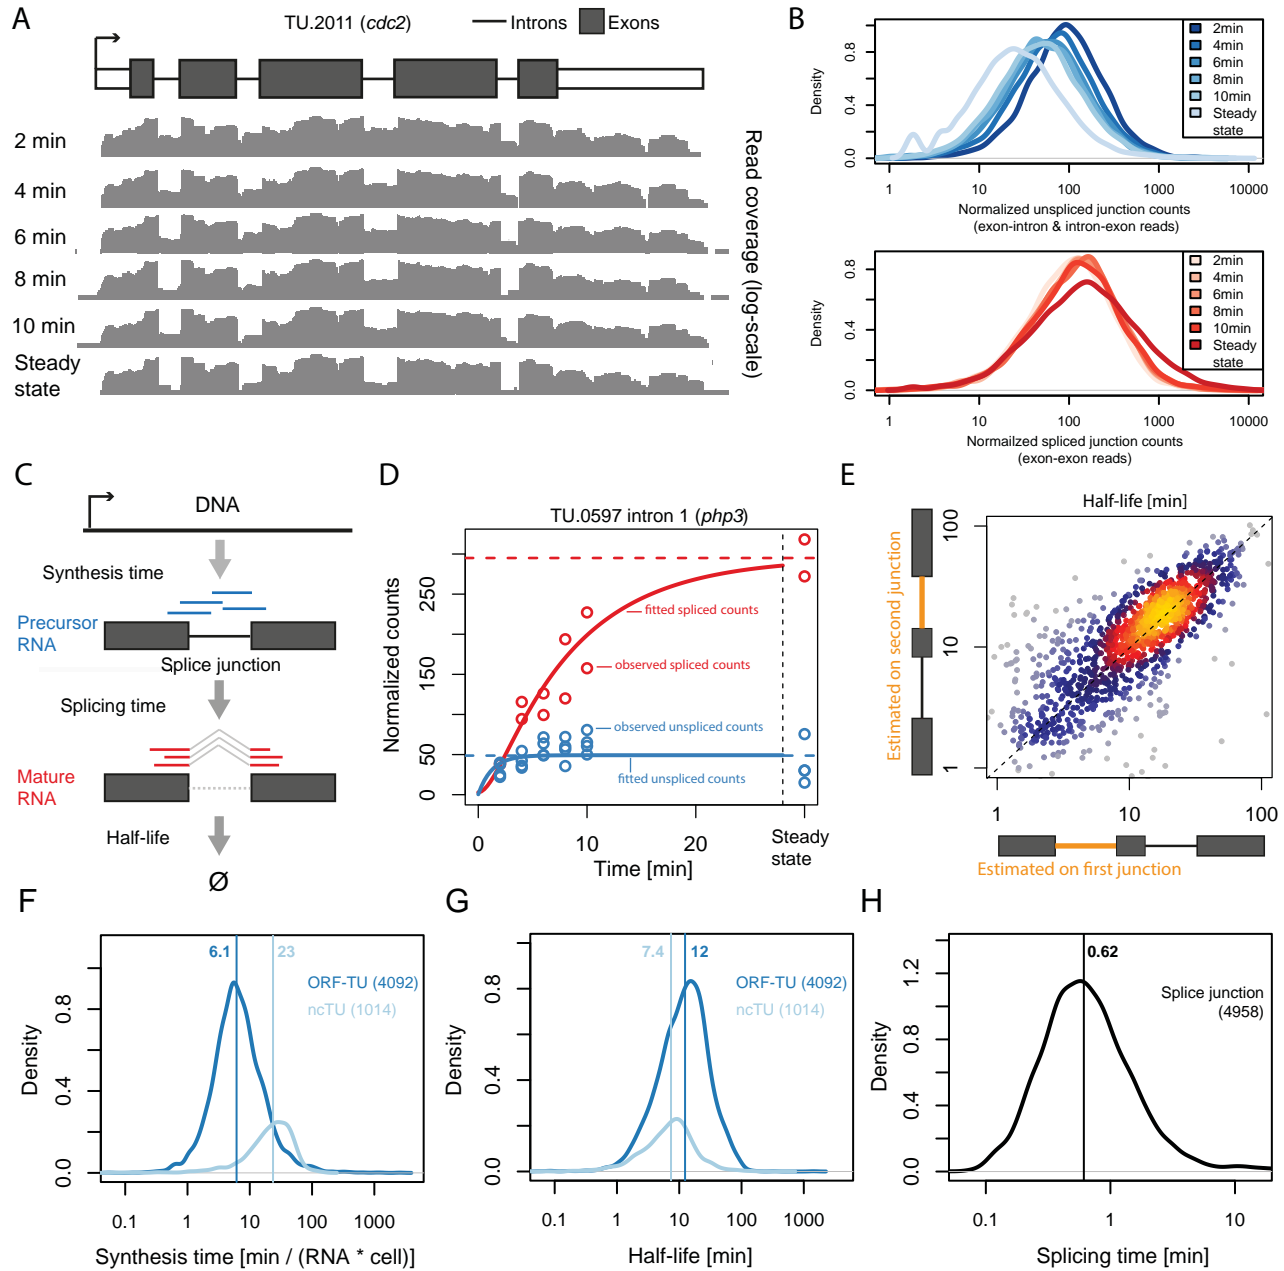 A
TU.2011 (cdc2)
Introns
Exons
2 min
4 min
6 min
8 min
10 min
Steady
state
Read coverage (log-scale)
B
Density
0.0
0.4
0.8
2min
4min
6min
8min
10min
Steady
state
1
10
100
1000
10000
Normalized unspliced junction counts
(exon-intron & intron-exon reads)
Density
0.0
0.4
0.8
2min
4min
6min
8min
10min
Steady
state
1
10
100
1000
10000
Normaizled spliced junction counts
(exon-exon reads)
C
DNA
Synthesis time
Precursor
RNA
Splice junction
Splicing time
Mature
RNA
Half-life
Ø
D
TU.0597 intron 1 (php3)
Normalized counts
0
50
150
250
fitted spliced counts
observed spliced counts
observed unspliced counts
fitted unspliced counts
0
10
20
Steady
state
Time [min]
E
Half-life [min]
Estimated on second junction
1
10
100
1
10
100
Estimated on first junction
F
Density
0.0
0.4
0.8
6.1
23
ORF-TU (4092)
ncTU (1014)
0.1
1
10
100
1000
Synthesis time [min / (RNA * cell)]
G
Density
0.0
0.4
0.8
7.4
12
ORF-TU (4092)
ncTU (1014)
0.1
1
10
100
1000
Half-life [min]
H
Density
0.0
0.4
0.8
1.2
0.62
Splice junction
(4958)
0.1
1
10
Splicing time [min]